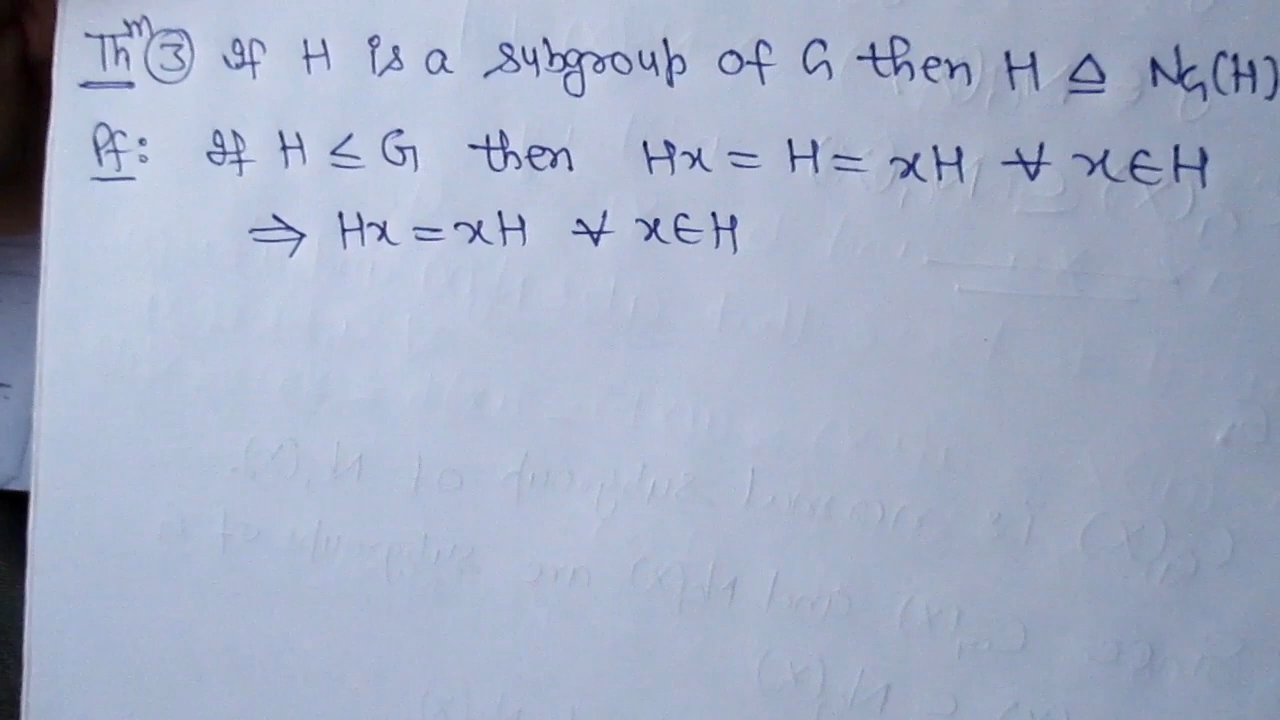 Thm ③ If H is a subgroup of G then H ⊴ NG(H)
Pf: If H ≤ G then Hx = H = xH ∀ x∈H
⇒ Hx = xH ∀ x∈H